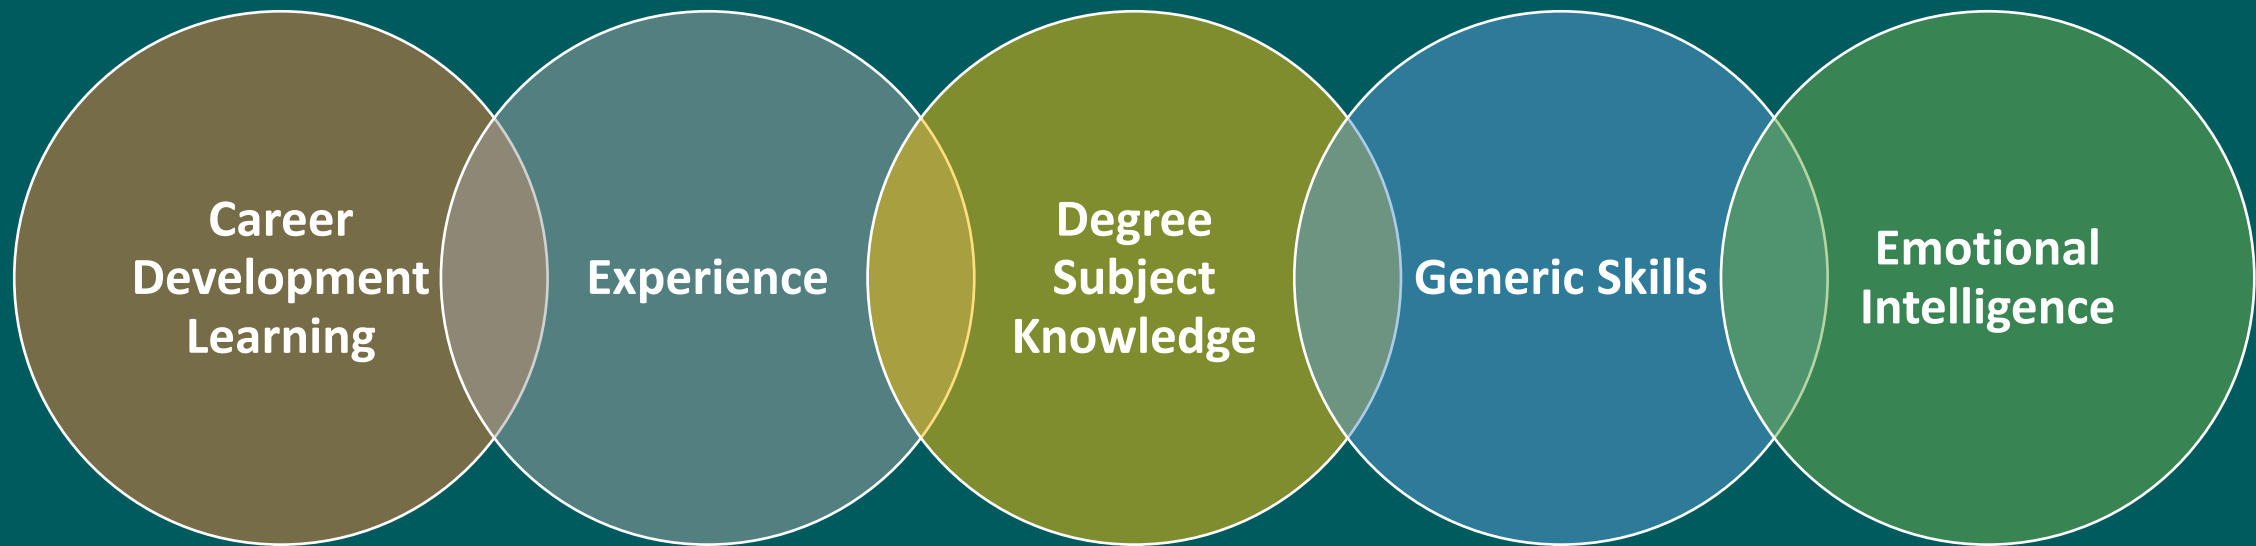 Career
Development
Learning
Experience
Degree
Subject
Knowledge
Generic Skills
Emotional
Intelligence